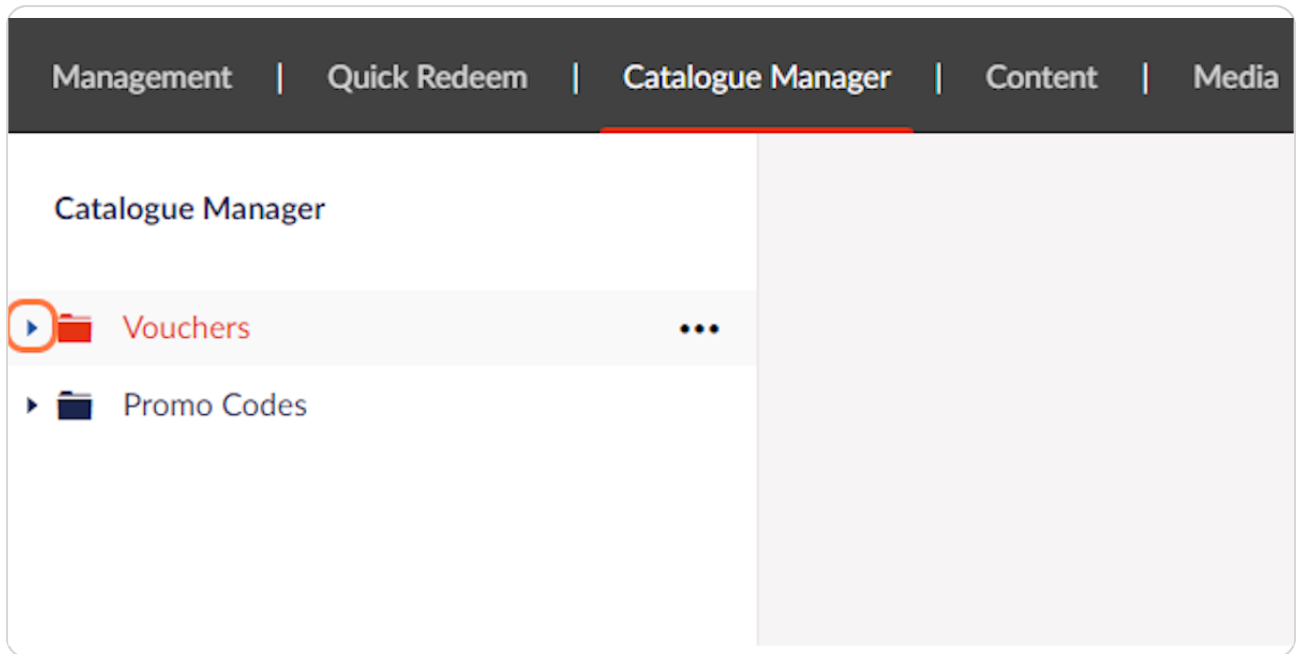 Management | Quick Redeem | Catalogue Manager | Content | Media
Catalogue Manager
Vouchers
Promo Codes